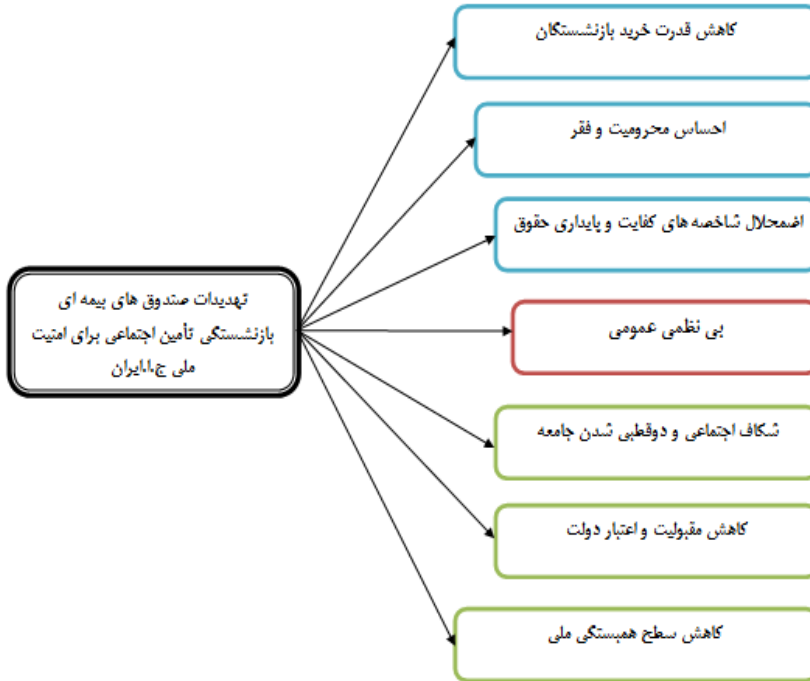 کاهش قدرت خرید بازنشستگان
احساس محرومیت و فقر
اضمحلال شاخصه های کفایت و پایداری حقوق
تهدیدات صندوق های بیمه ای
بازنشستگی تأمین اجتماعی برای امنیت
ملی ج.ا.ایران
بی نظمی عمومی
شکاف اجتماعی و دوقطبی شدن جامعه
کاهش مقبولیت و اعتبار دولت
کاهش سطح همبستگی ملی